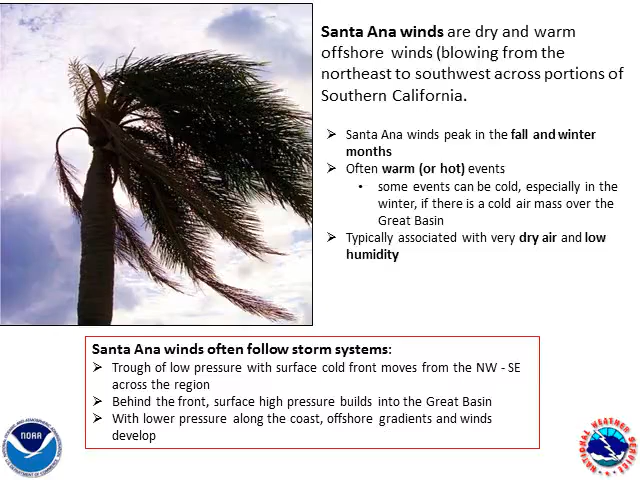 Santa Ana winds are dry and warm
offshore winds (blowing from the
northeast to southwest across portions of
Southern California.
➢ Santa Ana winds peak in the fall and winter
months
➢ Often warm (or hot) events
• some events can be cold, especially in the
winter, if there is a cold air mass over the
Great Basin
➢ Typically associated with very dry air and low
humidity
Santa Ana winds often follow storm systems:
➢ Trough of low pressure with surface cold front moves from the NW - SE
across the region
➢ Behind the front, surface high pressure builds into the Great Basin
➢ With lower pressure along the coast, offshore gradients and winds
develop
NOAA
NATIONAL WEATHER SERVICE